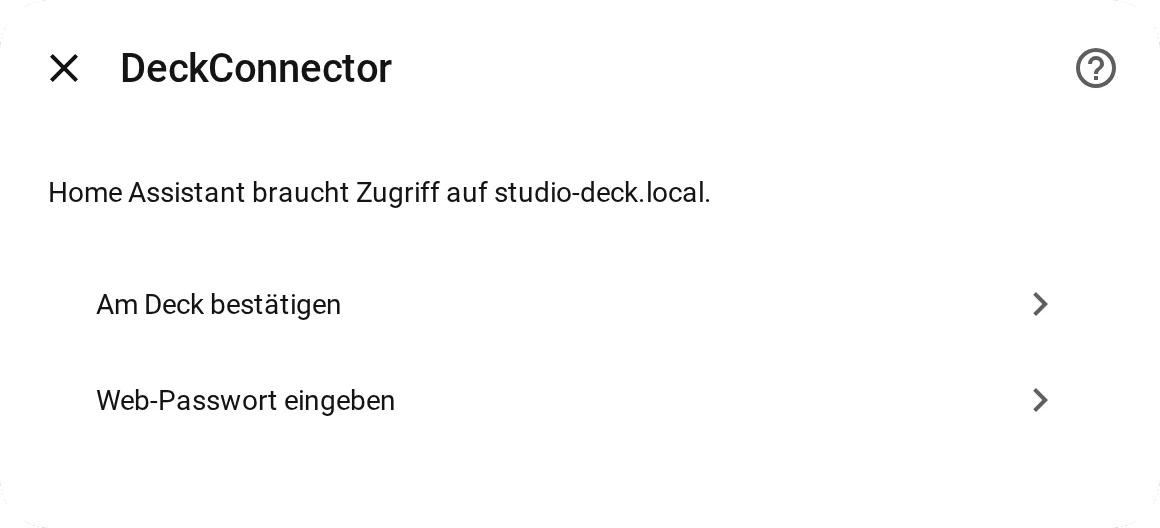 DeckConnector
Home Assistant braucht Zugriff auf studio-deck.local.
Am Deck bestätigen
Web-Passwort eingeben